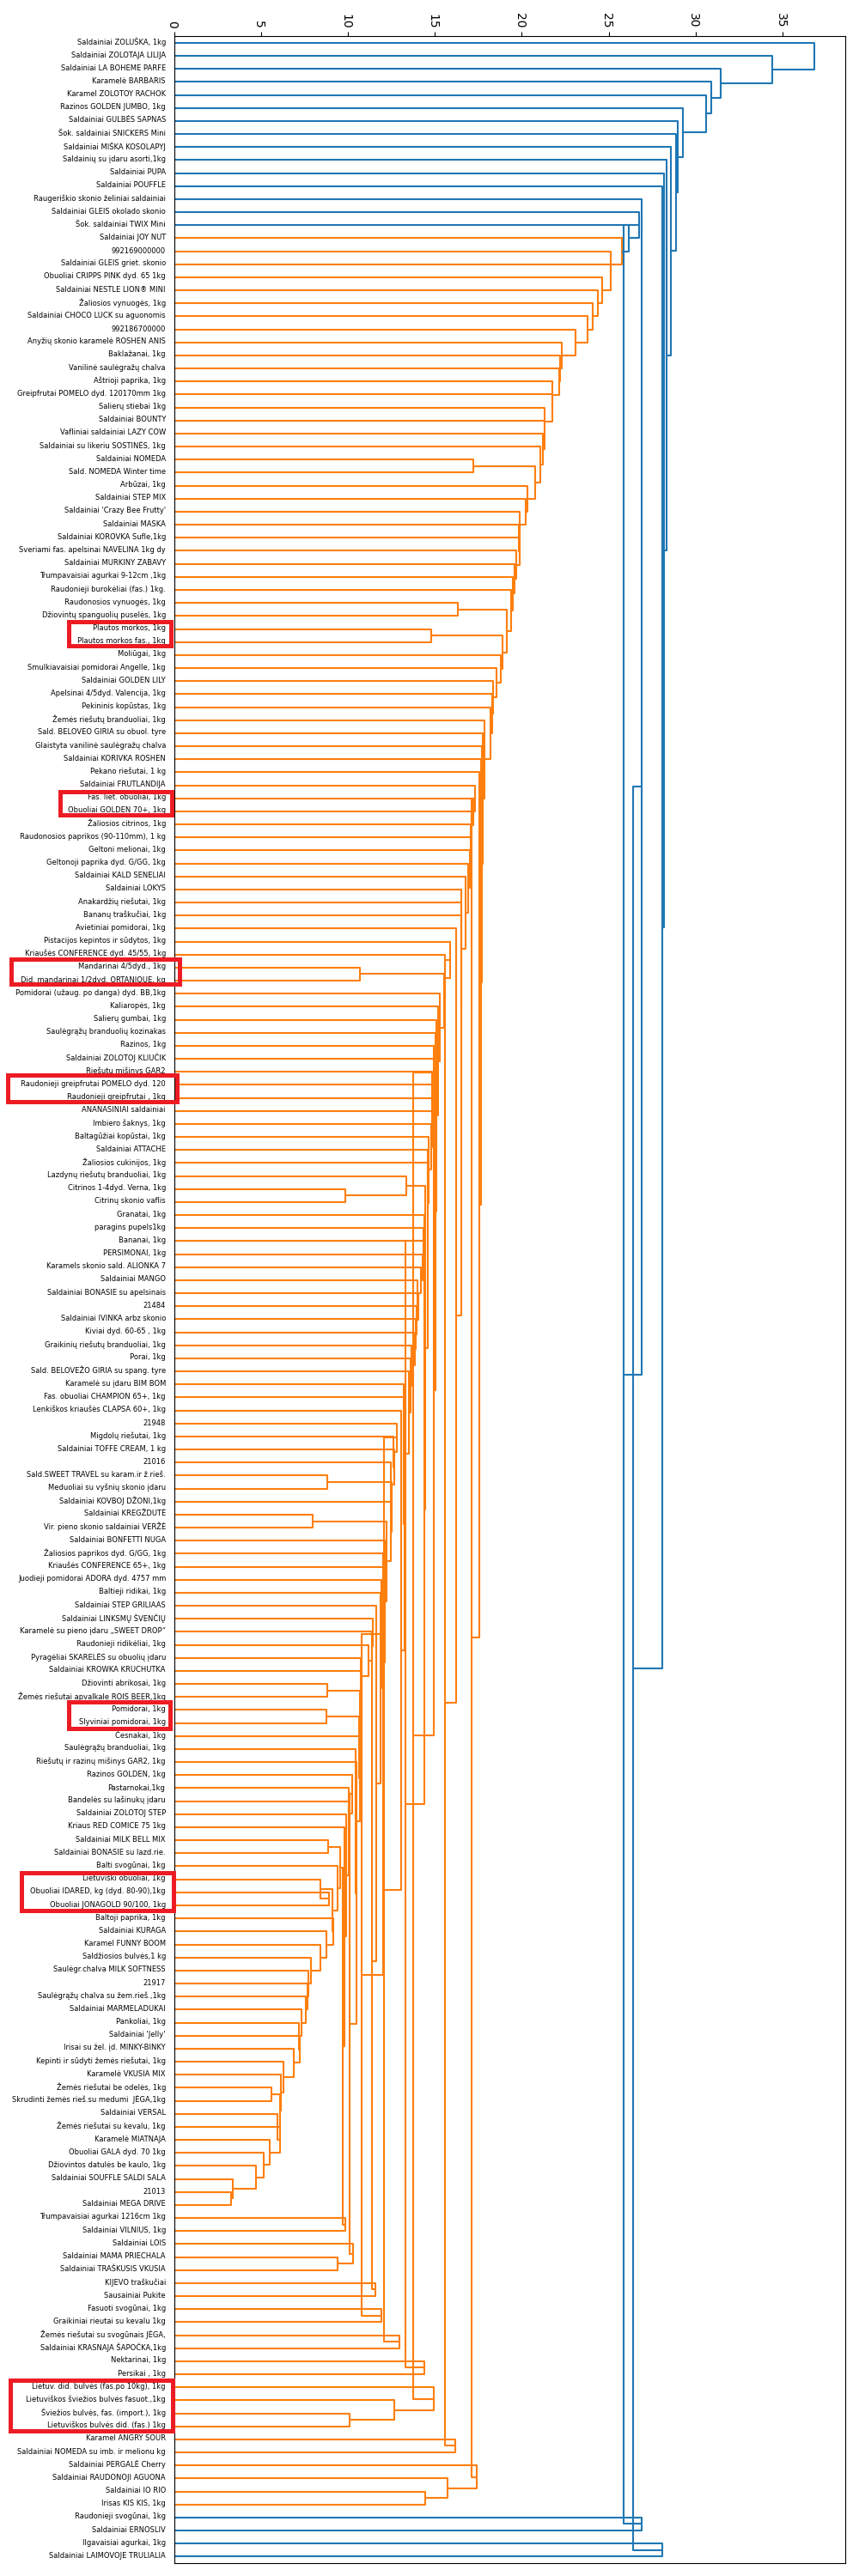 0 5 10 15 20 25 30 35
Saldainiai ZOLUŠKA, 1kg
Saldainiai ZOLOTAJA LILIJA
Saldainiai LA BOHEME PARFE
Karamelė BARBARIS
Karamel ZOLOTOY RACHOK
Razinos GOLDEN JUMBO, 1kg
Saldainiai GULBĖS SAPNAS
Šok. saldainiai SNICKERS Mini
Saldainiai MIŠKA KOSOLAPYJ
Saldainių su įdaru asorti,1kg
Saldainiai PUPA
Saldainiai POUFFLE
Raugeriškio skonio želiniai saldainiai
Saldainiai GLEIS okolado skonio
Šok. saldainiai TWIX Mini
Saldainiai JOY NUT
992169000000
Saldainiai GLEIS griet. skonio
Obuoliai CRIPPS PINK dyd. 65 1kg
Saldainiai NESTLE LION® MINI
Žaliosios vynuogės, 1kg
Saldainiai CHOCO LUCK su aguonomis
992186700000
Anyžių skonio karamelė ROSHEN ANIS
Baklažanai, 1kg
Vanilinė saulėgražų chalva
Aštrioji paprika, 1kg
Greipfrutai POMELO dyd. 120170mm 1kg
Salierų stiebai 1kg
Saldainiai BOUNTY
Vafliniai saldainiai LAZY COW
Saldainiai su likeriu SOSTINĖS, 1kg
Saldainiai NOMEDA
Sald. NOMEDA Winter time
Arbūzai, 1kg
Saldainiai STEP MIX
Saldainiai 'Crazy Bee Frutty'
Saldainiai MASKA
Saldainiai KOROVKA Sufle,1kg
Sveriami fas. apelsinai NAVELINA 1kg dy
Saldainiai MURKINY ZABAVY
Trumpavaisiai agurkai 9-12cm ,1kg
Raudonieji burokėliai (fas.) 1kg.
Raudonosios vynuogės, 1kg
Džiovintų spanguolių puselės, 1kg
Plautos morkos, 1kg
Plautos morkos fas., 1kg
Moliūgai, 1kg
Smulkiavaisiai pomidorai Angelle, 1kg
Saldainiai GOLDEN LILY
Apelsinai 4/5dyd. Valencija, 1kg
Pekininis kopūstas, 1kg
Žemės riešutų branduoliai, 1kg
Sald. BELOVEO GIRIA su obuol. tyre
Glaistyta vanilinė saulėgražų chalva
Saldainiai KORIVKA ROSHEN
Pekano riešutai, 1 kg
Saldainiai FRUTLANDIJA
Fas. liet. obuoliai, 1kg
Obuoliai GOLDEN 70+, 1kg
Žaliosios citrinos, 1kg
Raudonosios paprikos (90-110mm), 1 kg
Geltoni melionai, 1kg
Geltonoji paprika dyd. G/GG, 1kg
Saldainiai KALD SENELIAI
Saldainiai LOKYS
Anakardžių riešutai, 1kg
Bananų traškučiai, 1kg
Avietiniai pomidorai, 1kg
Pistacijos kepintos ir sūdytos, 1kg
Kriaušės CONFERENCE dyd. 45/55, 1kg
Mandarinai 4/5dyd., 1kg
Did. mandarinai 1/2dyd. ORTANIQUE, kg
Pomidorai (užaug. po danga) dyd. BB,1kg
Kaliaropės, 1kg
Salierų gumbai, 1kg
Saulėgrąžų branduolių kozinakas
Razinos, 1kg
Saldainiai ZOLOTOJ KLIUČIK
Riešutų mišinys GAR2
Raudonieji greipfrutai POMELO dyd. 120
Raudonieji greipfrutai , 1kg
ANANASINIAI saldainiai
Imbiero šaknys, 1kg
Baltagūžiai kopūstai, 1kg
Saldainiai ATTACHE
Žaliosios cukinijos, 1kg
Lazdynų riešutų branduoliai, 1kg
Citrinos 1-4dyd. Verna, 1kg
Citrinų skonio vaflis
Granatai, 1kg
paragins pupels1kg
Bananai, 1kg
PERSIMONAI, 1kg
Karamels skonio sald. ALIONKA 7
Saldainiai MANGO
Saldainiai BONASIE su apelsinais
21484
Saldainiai IVINKA arbz skonio
Kiviai dyd. 60-65 , 1kg
Graikinių riešutų branduoliai, 1kg
Porai, 1kg
Sald. BELOVEŽO GIRIA su spang. tyre
Karamelė su įdaru BIM BOM
Fas. obuoliai CHAMPION 65+, 1kg
Lenkiškos kriaušės CLAPSA 60+, 1kg
21948
Migdolų riešutai, 1kg
Saldainiai TOFFE CREAM, 1 kg
21016
Sald.SWEET TRAVEL su karam.ir ž.rieš.
Meduoliai su vyšnių skonio įdaru
Saldainiai KOVBOJ DŽONI,1kg
Saldainiai KREGŽDUTĖ
Vir. pieno skonio saldainiai VERŽĖ
Saldainiai BONFETTI NUGA
Žaliosios paprikos dyd. G/GG, 1kg
Kriaušės CONFERENCE 65+, 1kg
Juodieji pomidorai ADORA dyd. 4757 mm
Baltieji ridikai, 1kg
Saldainiai STEP GRILIAAS
Saldainiai LINKSMŲ ŠVENČIŲ
Karamelė su pieno įdaru „SWEET DROP"
Raudonieji ridikėliai, 1kg
Pyragėliai SKARELĖS su obuolių įdaru
Saldainiai KROWKA KRUCHUTKA
Džiovinti abrikosai, 1kg
Žemės riešutai apvalkale ROIS BEER,1kg
Pomidorai, 1kg
Slyviniai pomidorai, 1kg
Česnakai, 1kg
Saulėgrąžų branduoliai, 1kg
Riešutų ir razinų mišinys GAR2, 1kg
Razinos GOLDEN, 1kg
Pastarnokai,1kg
Bandelės su lašinukų įdaru
Saldainiai ZOLOTOJ STEP
Kriaus RED COMICE 75 1kg
Saldainiai MILK BELL MIX
Saldainiai BONASIE su lazd.rie.
Balti svogūnai, 1kg
Lietuviški obuoliai, 1kg
Obuoliai IDARED, kg (dyd. 80-90),1kg
Obuoliai JONAGOLD 90/100, 1kg
Baltoji paprika, 1kg
Saldainiai KURAGA
Karamel FUNNY BOOM
Saldžiosios bulvės,1 kg
Saulėgr.chalva MILK SOFTNESS
21917
Saulėgrąžų chalva su žem.rieš.,1kg
Saldainiai MARMELADUKAI
Pankoliai, 1kg
Saldainiai 'Jelly'
Irisai su žel. įd. MINKY-BINKY
Kepinti ir sūdyti žemės riešutai, 1kg
Karamelė VKUSIA MIX
Žemės riešutai be odelės, 1kg
Skrudinti žemės rieš.su medumi JĖGA,1kg
Saldainiai VERSAL
Žemės riešutai su kevalu, 1kg
Karamelė MIATNAJA
Obuoliai GALA dyd. 70 1kg
Džiovintos datulės be kaulo, 1kg
Saldainiai SOUFFLE SALDI SALA
21013
Saldainiai MEGA DRIVE
Trumpavaisiai agurkai 1216cm 1kg
Saldainiai VILNIUS, 1kg
Saldainiai LOIS
Saldainiai MAMA PRIECHALA
Saldainiai TRAŠKUSIS VKUSIA
KIJEVO traškučiai
Sausainiai Pukite
Fasuoti svogūnai, 1kg
Graikiniai rieutai su kevalu 1kg
Žemės riešutai su svogūnais JĖGA,
Saldainiai KRASNAJA ŠAPOČKA,1kg
Nektarinai, 1kg
Persikai , 1kg
Lietuv. did. bulvės (fas.po 10kg), 1kg
Lietuviškos šviežios bulvės fasuot.,1kg
Šviežios bulvės, fas. (import.), 1kg
Lietuviškos bulvės did. (fas.) 1kg
Karamel ANGRY SOUR
Saldainiai NOMEDA su imb. ir melionu kg
Saldainiai PERGALĖ Cherry
Saldainiai RAUDONOJI AGUONA
Saldainiai IO RIO
Irisas KIS KIS, 1kg
Raudonieji svogūnai, 1kg
Saldainiai ERNOSLIV
Ilgavaisiai agurkai, 1kg
Saldainiai LAIMOVOJE TRULIALIA